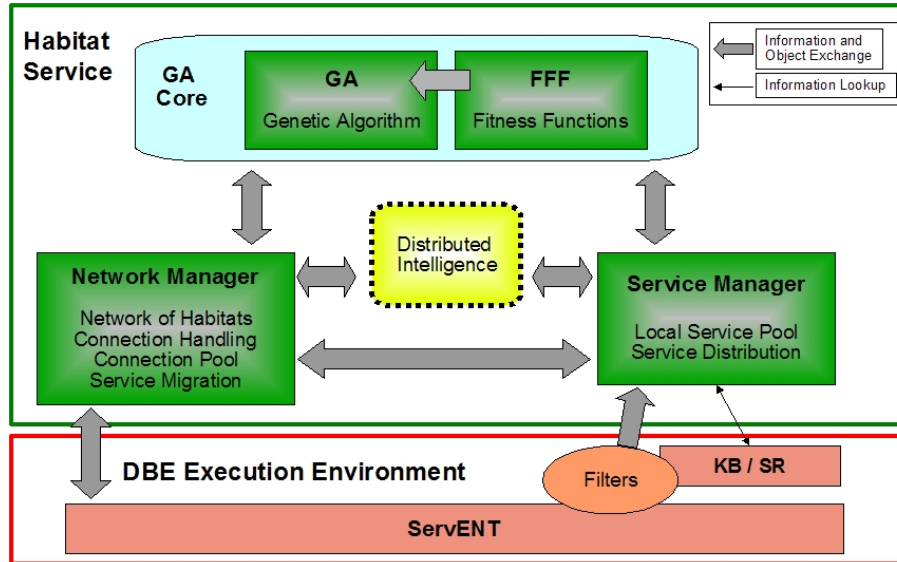 Habitat
Service
GA
Core
GA
Genetic Algorithm
FFF
Fitness Functions
Information and
Object Exchange
Information Lookup
Distributed
Intelligence
Network Manager
Network of Habitats
Connection Handling
Connection Pool
Service Migration
Service Manager
Local Service Pool
Service Distribution
DBE Execution Environment
Filters
KB / SR
ServENT